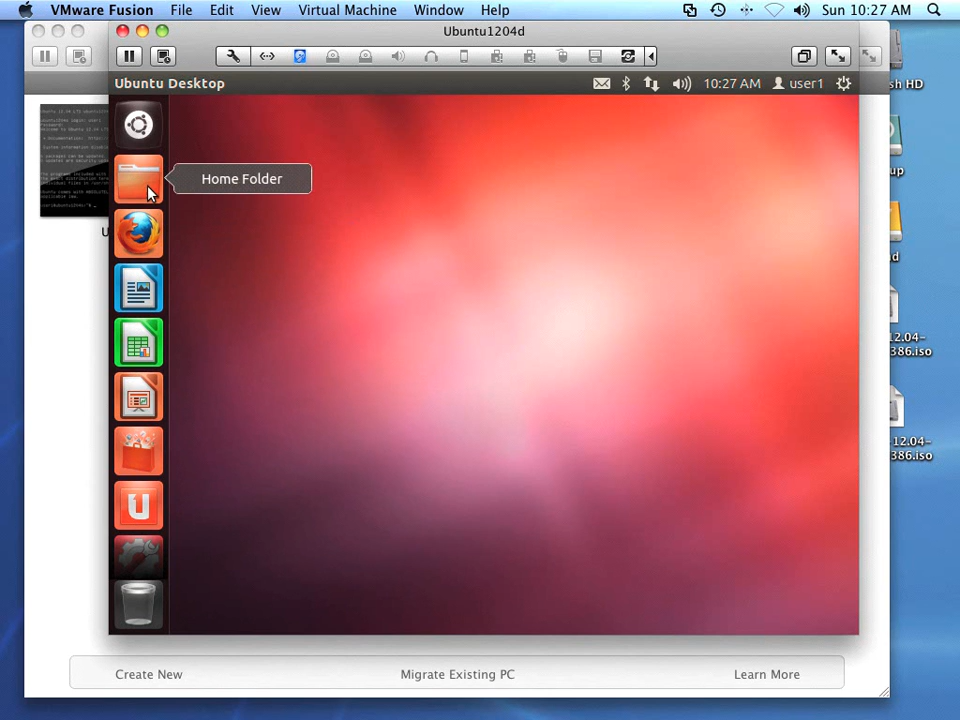 VMware Fusion File Edit View Virtual Machine Window Help Sun 10:27 AM
Ubuntu1204d
Ubuntu Desktop 10:27 AM user1
sh HD
Home Folder
up
U
d
12.04-
386.iso
12.04-
386.iso
Create New Migrate Existing PC Learn More